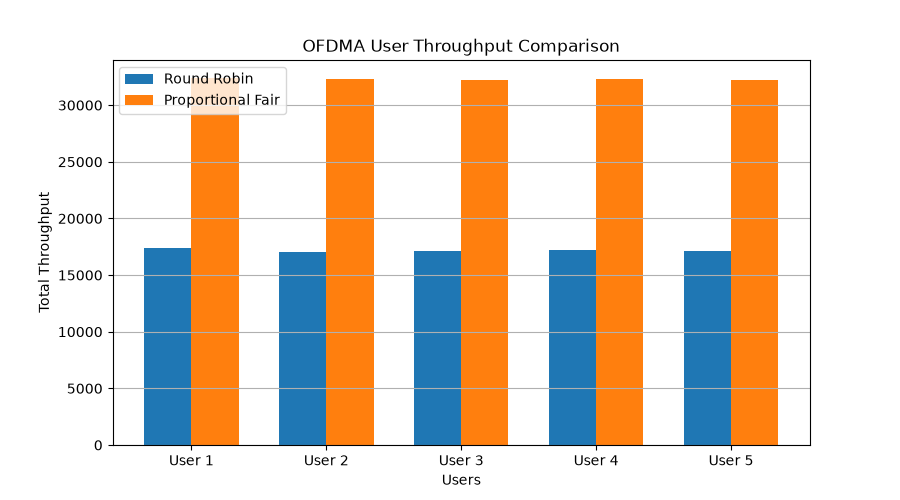 OFDMA User Throughput Comparison
Round Robin
Proportional Fair
Total Throughput
30000
25000
20000
15000
10000
5000
0
User 1 User 2 User 3 User 4 User 5
Users